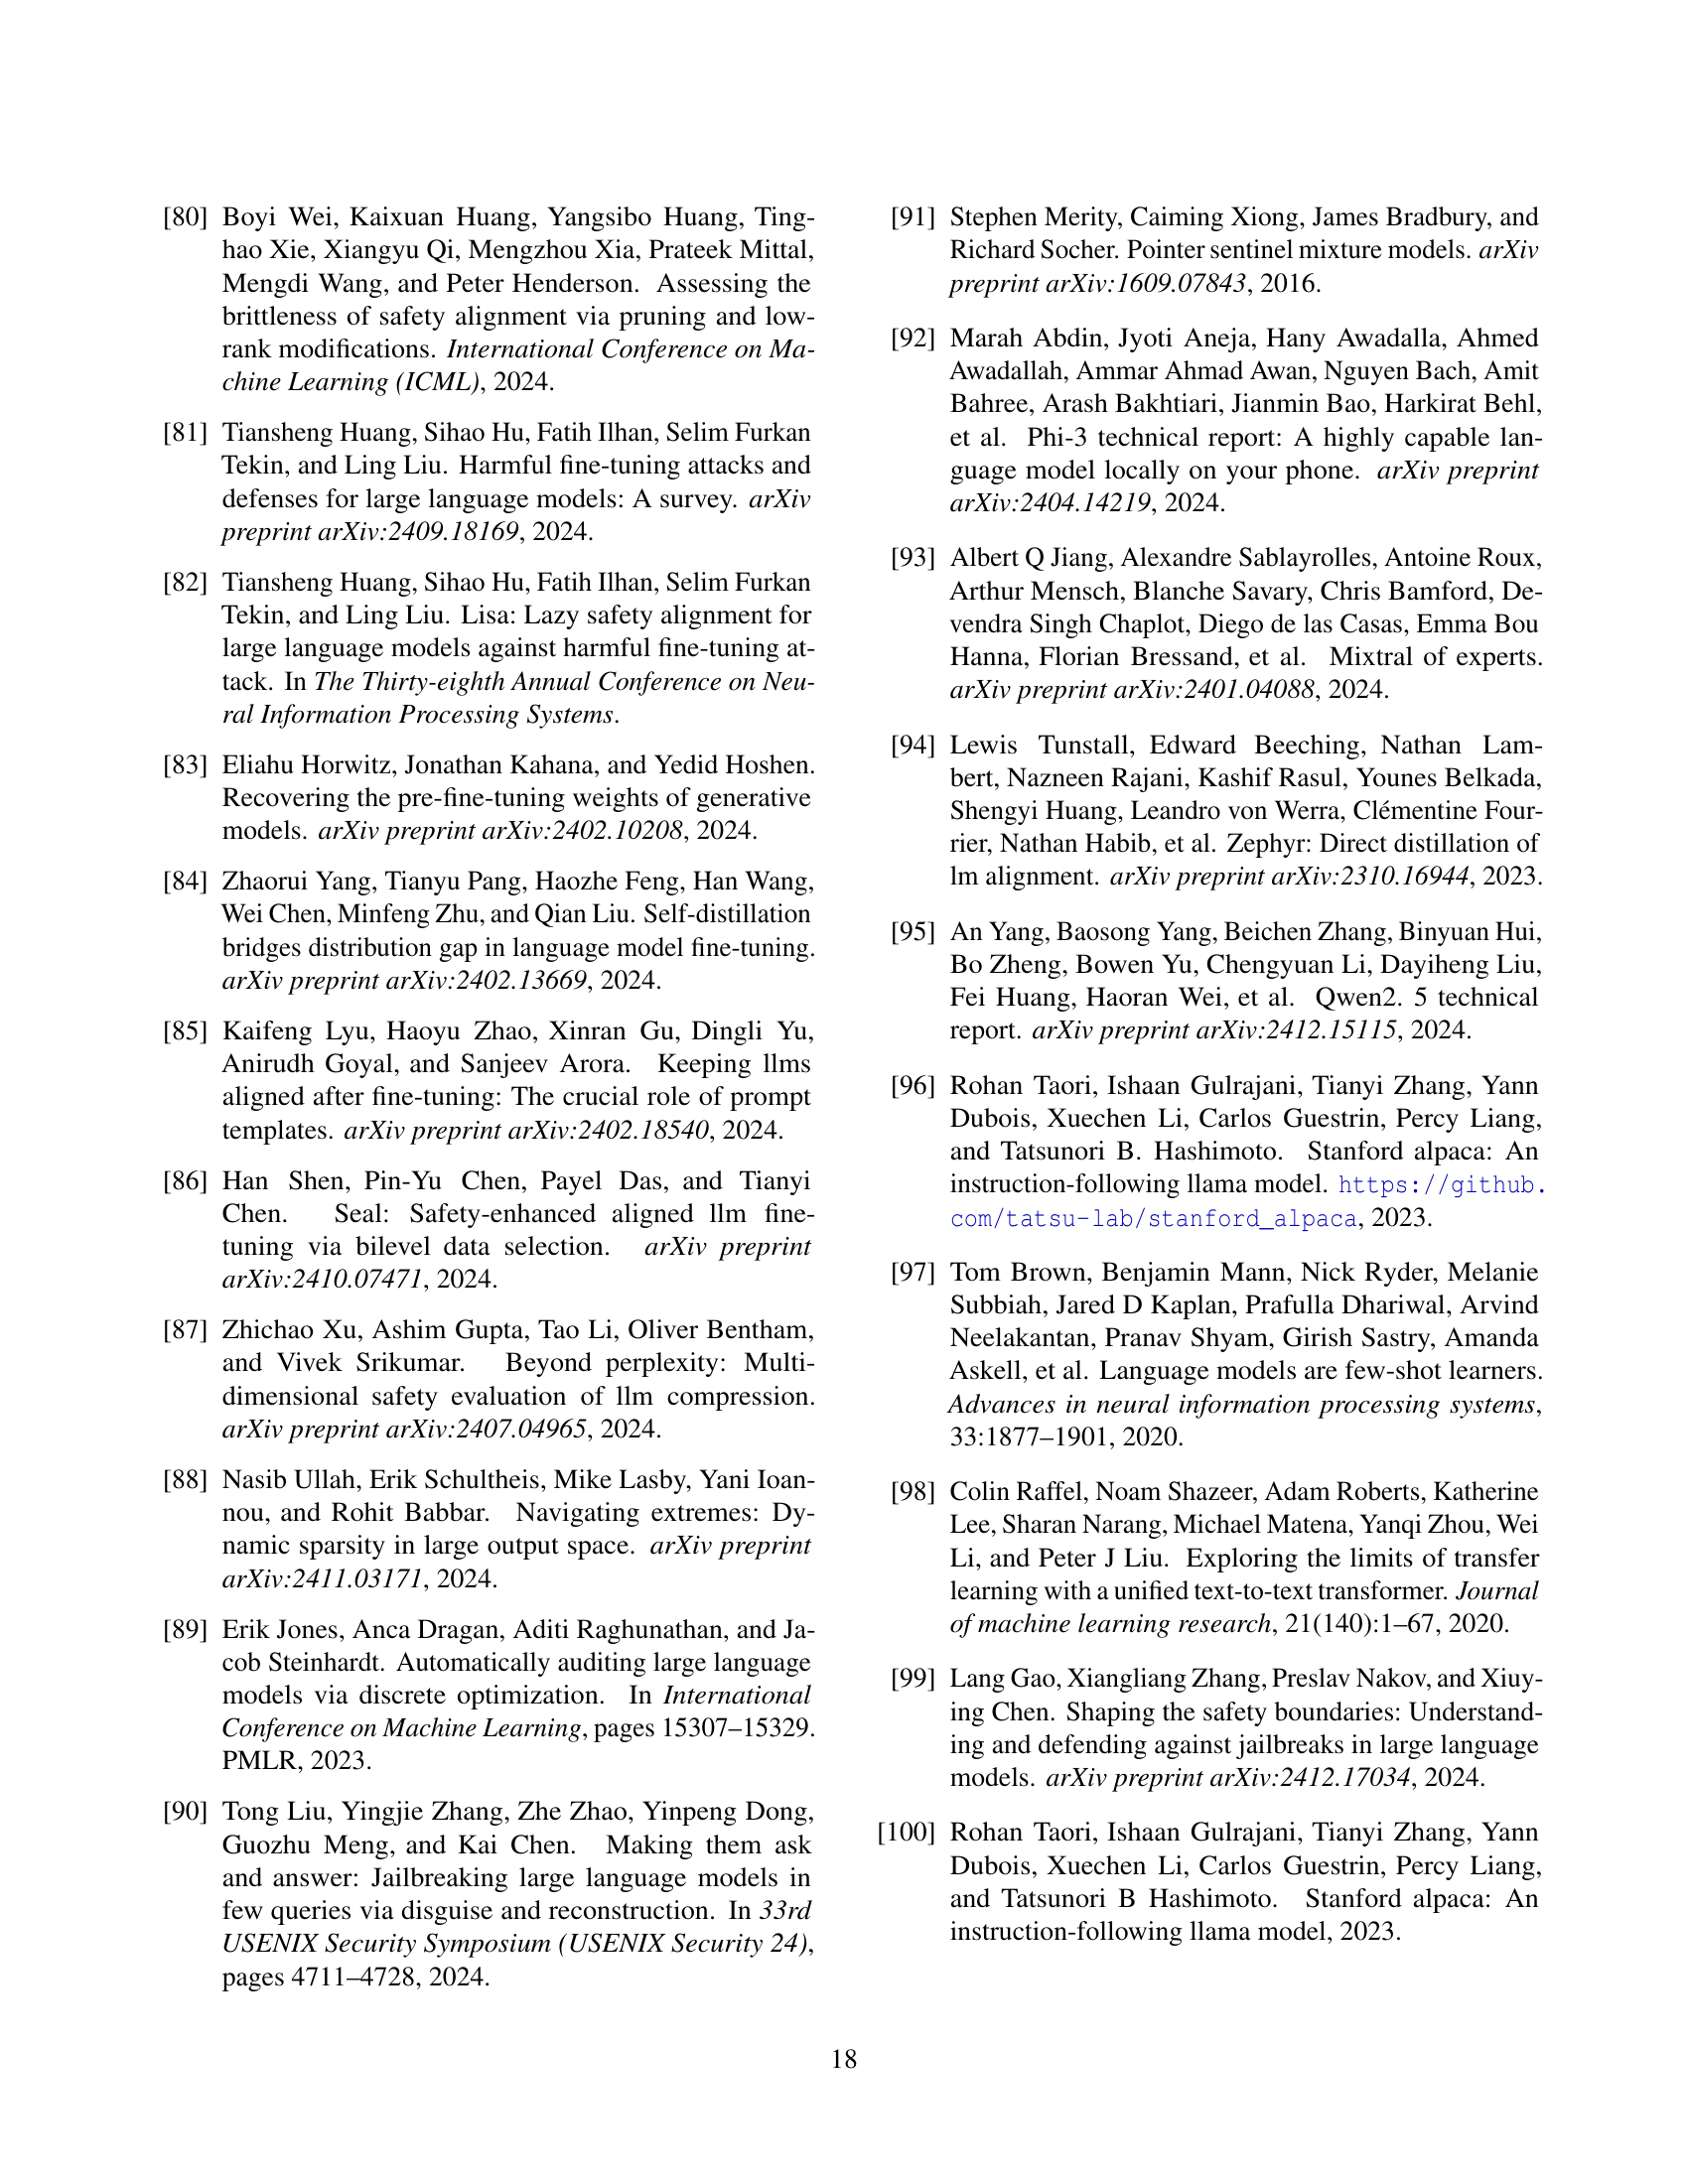 [80] Boyi Wei, Kaixuan Huang, Yangsibo Huang, Ting-
hao Xie, Xiangyu Qi, Mengzhou Xia, Prateek Mittal,
Mengdi Wang, and Peter Henderson. Assessing the
brittleness of safety alignment via pruning and low-
rank modifications. International Conference on Ma-
chine Learning (ICML), 2024.
[81] Tiansheng Huang, Sihao Hu, Fatih Ilhan, Selim Furkan
Tekin, and Ling Liu. Harmful fine-tuning attacks and
defenses for large language models: A survey. arXiv
preprint arXiv:2409.18169, 2024.
[82] Tiansheng Huang, Sihao Hu, Fatih Ilhan, Selim Furkan
Tekin, and Ling Liu. Lisa: Lazy safety alignment for
large language models against harmful fine-tuning at-
tack. In The Thirty-eighth Annual Conference on Neu-
ral Information Processing Systems.
[83] Eliahu Horwitz, Jonathan Kahana, and Yedid Hoshen.
Recovering the pre-fine-tuning weights of generative
models. arXiv preprint arXiv:2402.10208, 2024.
[84] Zhaorui Yang, Tianyu Pang, Haozhe Feng, Han Wang,
Wei Chen, Minfeng Zhu, and Qian Liu. Self-distillation
bridges distribution gap in language model fine-tuning.
arXiv preprint arXiv:2402.13669, 2024.
[85] Kaifeng Lyu, Haoyu Zhao, Xinran Gu, Dingli Yu,
Anirudh Goyal, and Sanjeev Arora. Keeping llms
aligned after fine-tuning: The crucial role of prompt
templates. arXiv preprint arXiv:2402.18540, 2024.
[86] Han Shen, Pin-Yu Chen, Payel Das, and Tianyi
Chen. Seal: Safety-enhanced aligned llm fine-
tuning via bilevel data selection. arXiv preprint
arXiv:2410.07471, 2024.
[87] Zhichao Xu, Ashim Gupta, Tao Li, Oliver Bentham,
and Vivek Srikumar. Beyond perplexity: Multi-
dimensional safety evaluation of llm compression.
arXiv preprint arXiv:2407.04965, 2024.
[88] Nasib Ullah, Erik Schultheis, Mike Lasby, Yani Ioan-
nou, and Rohit Babbar. Navigating extremes: Dy-
namic sparsity in large output space. arXiv preprint
arXiv:2411.03171, 2024.
[89] Erik Jones, Anca Dragan, Aditi Raghunathan, and Ja-
cob Steinhardt. Automatically auditing large language
models via discrete optimization. In International
Conference on Machine Learning, pages 15307–15329.
PMLR, 2023.
[90] Tong Liu, Yingjie Zhang, Zhe Zhao, Yinpeng Dong,
Guozhu Meng, and Kai Chen. Making them ask
and answer: Jailbreaking large language models in
few queries via disguise and reconstruction. In 33rd
USENIX Security Symposium (USENIX Security 24),
pages 4711–4728, 2024.
[91] Stephen Merity, Caiming Xiong, James Bradbury, and
Richard Socher. Pointer sentinel mixture models. arXiv
preprint arXiv:1609.07843, 2016.
[92] Marah Abdin, Jyoti Aneja, Hany Awadalla, Ahmed
Awadallah, Ammar Ahmad Awan, Nguyen Bach, Amit
Bahree, Arash Bakhtiari, Jianmin Bao, Harkirat Behl,
et al. Phi-3 technical report: A highly capable lan-
guage model locally on your phone. arXiv preprint
arXiv:2404.14219, 2024.
[93] Albert Q Jiang, Alexandre Sablayrolles, Antoine Roux,
Arthur Mensch, Blanche Savary, Chris Bamford, De-
vendra Singh Chaplot, Diego de las Casas, Emma Bou
Hanna, Florian Bressand, et al. Mixtral of experts.
arXiv preprint arXiv:2401.04088, 2024.
[94] Lewis Tunstall, Edward Beeching, Nathan Lam-
bert, Nazneen Rajani, Kashif Rasul, Younes Belkada,
Shengyi Huang, Leandro von Werra, Clémentine Four-
rier, Nathan Habib, et al. Zephyr: Direct distillation of
lm alignment. arXiv preprint arXiv:2310.16944, 2023.
[95] An Yang, Baosong Yang, Beichen Zhang, Binyuan Hui,
Bo Zheng, Bowen Yu, Chengyuan Li, Dayiheng Liu,
Fei Huang, Haoran Wei, et al. Qwen2. 5 technical
report. arXiv preprint arXiv:2412.15115, 2024.
[96] Rohan Taori, Ishaan Gulrajani, Tianyi Zhang, Yann
Dubois, Xuechen Li, Carlos Guestrin, Percy Liang,
and Tatsunori B. Hashimoto. Stanford alpaca: An
instruction-following llama model. https://github.
com/tatsu-lab/stanford_alpaca, 2023.
[97] Tom Brown, Benjamin Mann, Nick Ryder, Melanie
Subbiah, Jared D Kaplan, Prafulla Dhariwal, Arvind
Neelakantan, Pranav Shyam, Girish Sastry, Amanda
Askell, et al. Language models are few-shot learners.
Advances in neural information processing systems,
33:1877–1901, 2020.
[98] Colin Raffel, Noam Shazeer, Adam Roberts, Katherine
Lee, Sharan Narang, Michael Matena, Yanqi Zhou, Wei
Li, and Peter J Liu. Exploring the limits of transfer
learning with a unified text-to-text transformer. Journal
of machine learning research, 21(140):1–67, 2020.
[99] Lang Gao, Xiangliang Zhang, Preslav Nakov, and Xiuy-
ing Chen. Shaping the safety boundaries: Understand-
ing and defending against jailbreaks in large language
models. arXiv preprint arXiv:2412.17034, 2024.
[100] Rohan Taori, Ishaan Gulrajani, Tianyi Zhang, Yann
Dubois, Xuechen Li, Carlos Guestrin, Percy Liang,
and Tatsunori B Hashimoto. Stanford alpaca: An
instruction-following llama model, 2023.
18